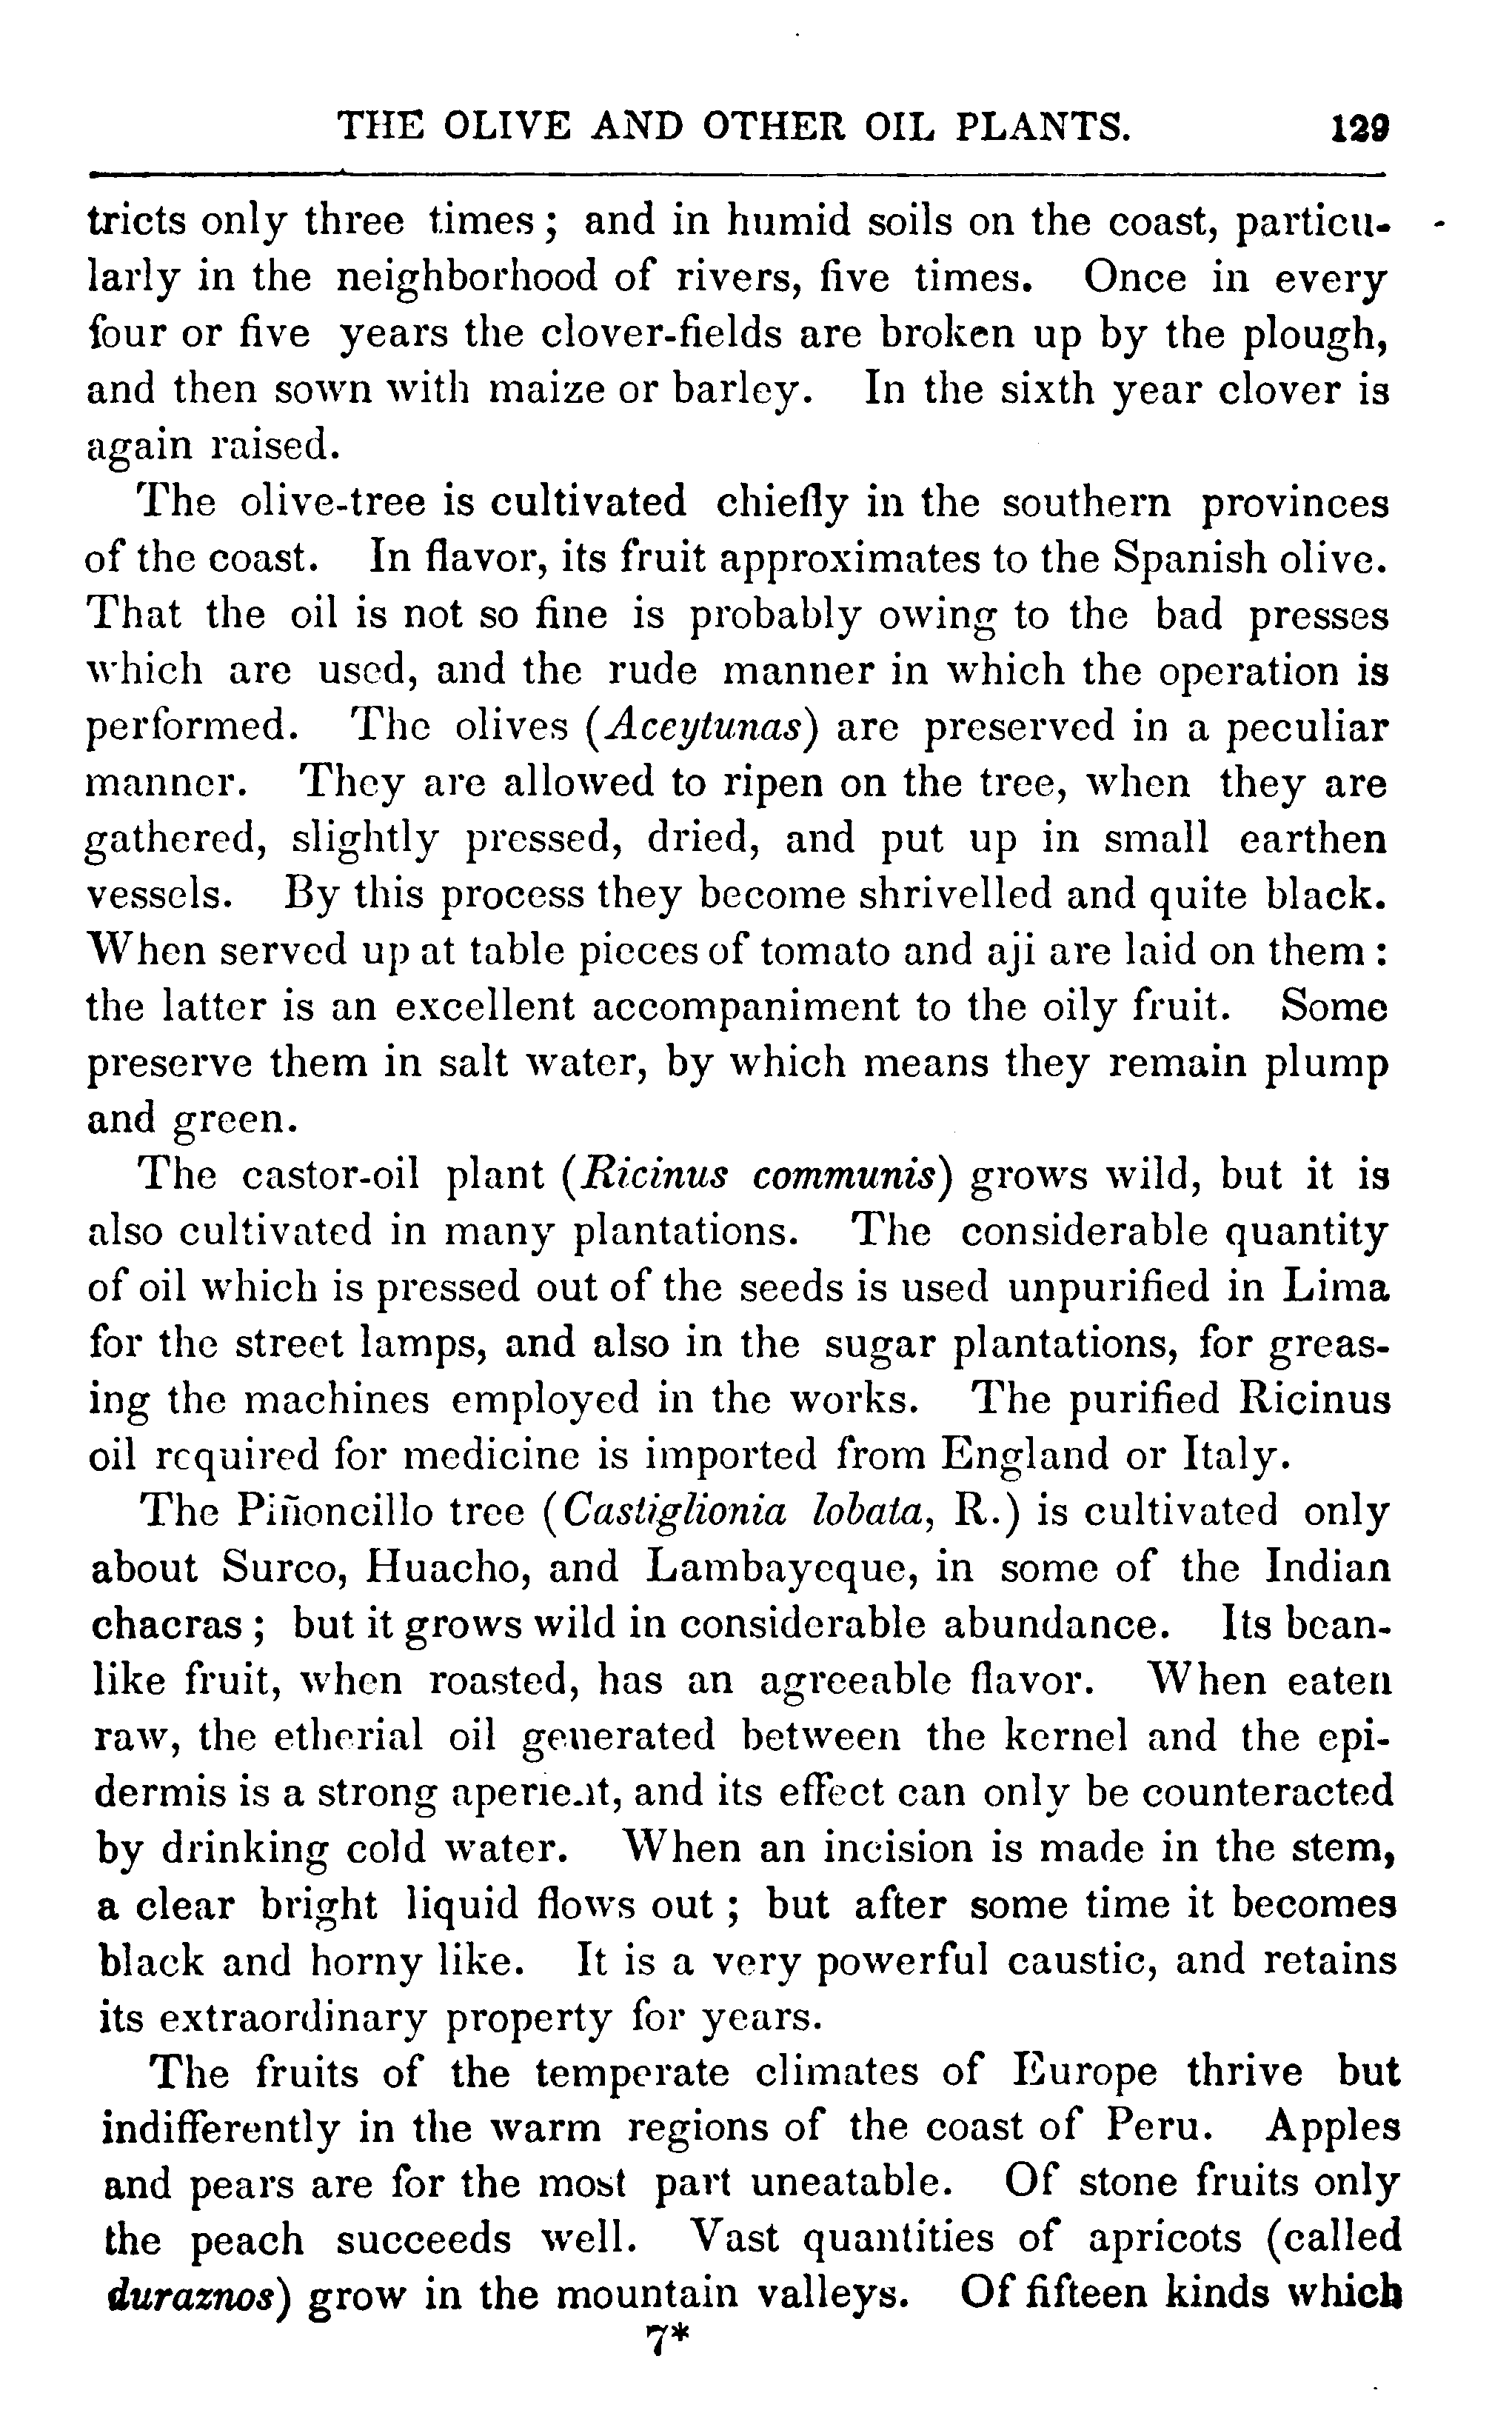 THE OLIVE AND OTHER OIL PLANTS. 129
tricts only three times; and in humid soils on the coast, particu-
larly in the neighborhood of rivers, five times. Once in every
four or five years the clover-fields are broken up by the plough,
and then sown with maize or barley. In the sixth year clover is
again raised.
The olive-tree is cultivated chiefly in the southern provinces
of the coast. In flavor, its fruit approximates to the Spanish olive.
That the oil is not so fine is probably owing to the bad presses
which are used, and the rude manner in which the operation is
performed. The olives (Aceytunas) are preserved in a peculiar
manner. They are allowed to ripen on the tree, when they are
gathered, slightly pressed, dried, and put up in small earthen
vessels. By this process they become shrivelled and quite black.
When served up at table pieces of tomato and aji are laid on them:
the latter is an excellent accompaniment to the oily fruit. Some
preserve them in salt water, by which means they remain plump
and green.
The castor-oil plant (Ricinus communis) grows wild, but it is
also cultivated in many plantations. The considerable quantity
of oil which is pressed out of the seeds is used unpurified in Lima
for the street lamps, and also in the sugar plantations, for greas-
ing the machines employed in the works. The purified Ricinus
oil required for medicine is imported from England or Italy.
The Piñoncillo tree (Castiglionia lobata, R.) is cultivated only
about Surco, Huacho, and Lambayeque, in some of the Indian
chacras; but it grows wild in considerable abundance. Its bean-
like fruit, when roasted, has an agreeable flavor. When eaten
raw, the etherial oil generated between the kernel and the epi-
dermis is a strong aperient, and its effect can only be counteracted
by drinking cold water. When an incision is made in the stem,
a clear bright liquid flows out; but after some time it becomes
black and horny like. It is a very powerful caustic, and retains
its extraordinary property for years.
The fruits of the temperate climates of Europe thrive but
indifferently in the warm regions of the coast of Peru. Apples
and pears are for the most part uneatable. Of stone fruits only
the peach succeeds well. Vast quantities of apricots (called
duraznos) grow in the mountain valleys. Of fifteen kinds which
7*